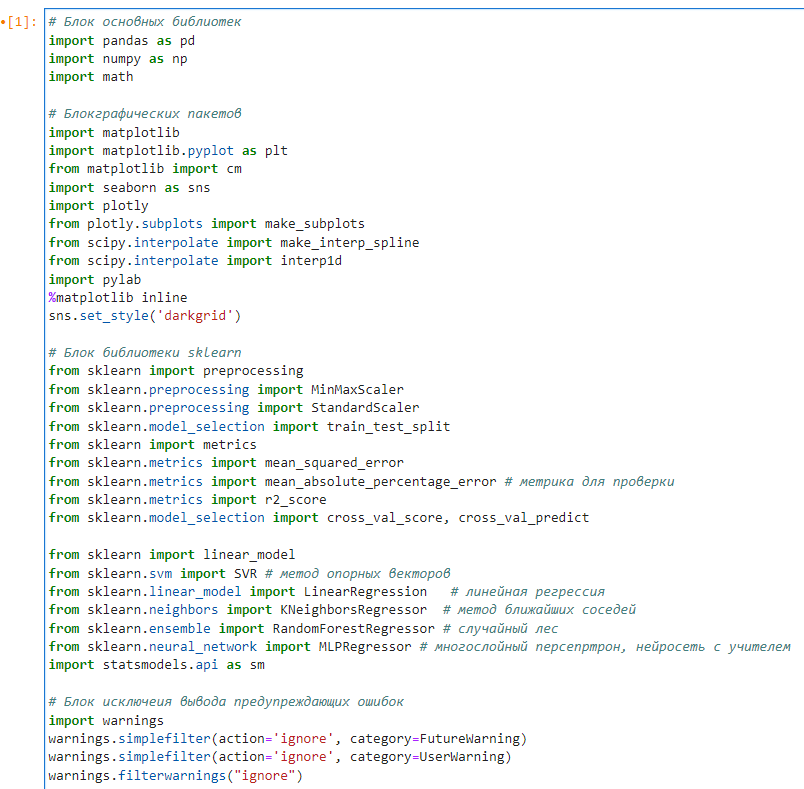 •[1]:
# Блок основных библиотек
import pandas as pd
import numpy as np
import math
# Блокграфических пакетов
import matplotlib
import matplotlib.pyplot as plt
from matplotlib import cm
import seaborn as sns
import plotly
from plotly.subplots import make_subplots
from scipy.interpolate import make_interp_spline
from scipy.interpolate import interp1d
import pylab
%matplotlib inline
sns.set_style('darkgrid')
# Блок библиотеки sklearn
from sklearn import preprocessing
from sklearn.preprocessing import MinMaxScaler
from sklearn.preprocessing import StandardScaler
from sklearn.model_selection import train_test_split
from sklearn import metrics
from sklearn.metrics import mean_squared_error
from sklearn.metrics import mean_absolute_percentage_error # метрика для проверки
from sklearn.metrics import r2_score
from sklearn.model_selection import cross_val_score, cross_val_predict
from sklearn import linear_model
from sklearn.svm import SVR # метод опорных векторов
from sklearn.linear_model import LinearRegression   # линейная регрессия
from sklearn.neighbors import KNeighborsRegressor  # метод ближайших соседей
from sklearn.ensemble import RandomForestRegressor # случайный лес
from sklearn.neural_network import MLPRegressor # многослойный персепртрон, нейросеть с учителем
import statsmodels.api as sm
# Блок исключеия вывода предупреждающих ошибок
import warnings
warnings.simplefilter(action='ignore', category=FutureWarning)
warnings.simplefilter(action='ignore', category=UserWarning)
warnings.filterwarnings("ignore")